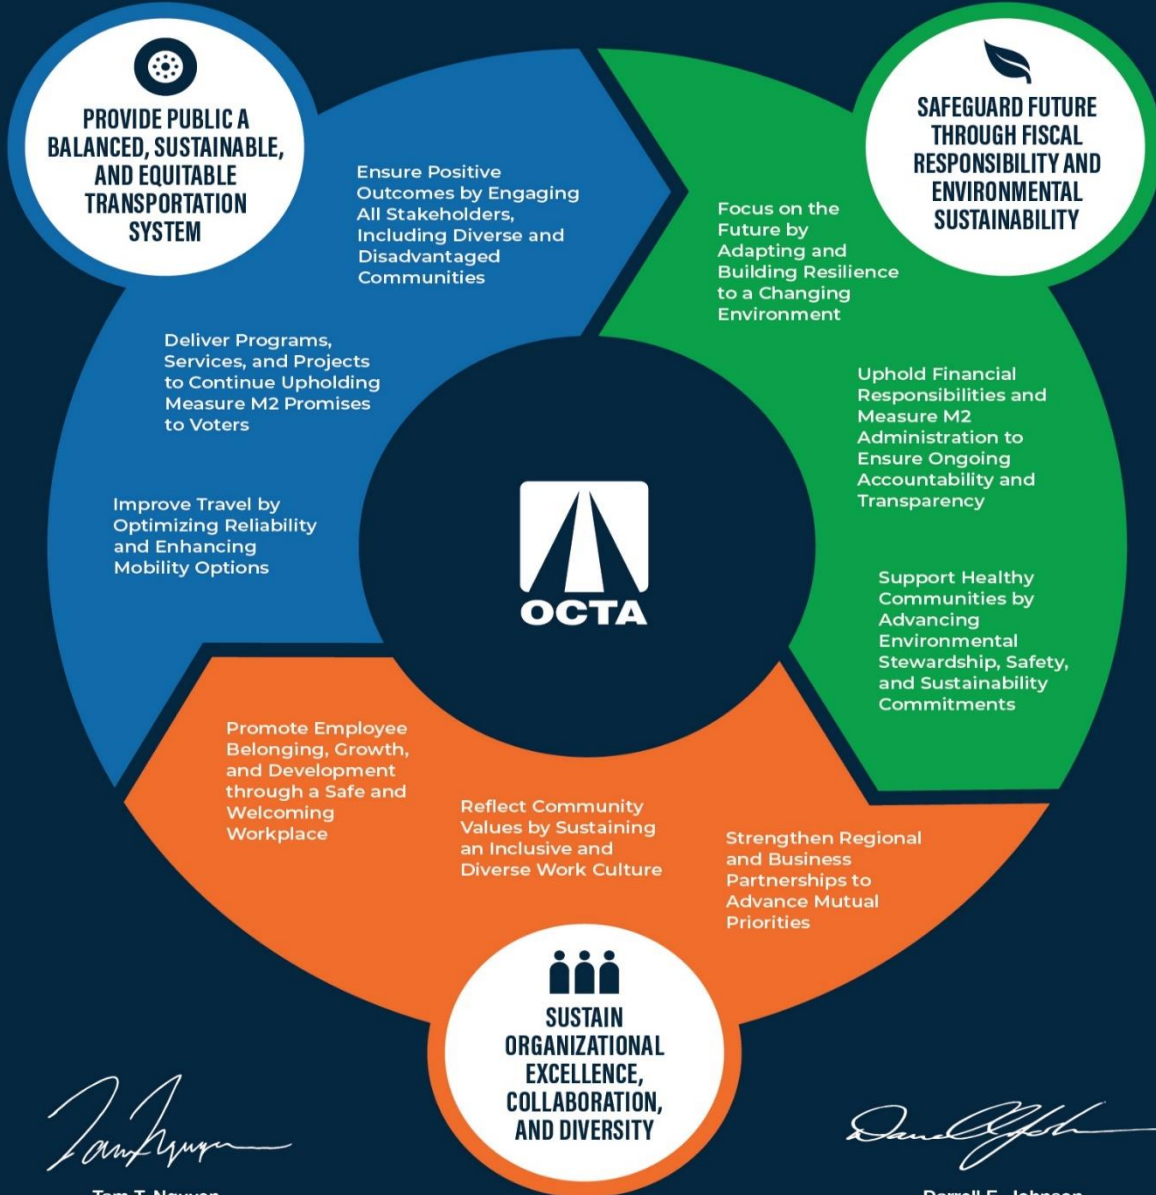 PROVIDE PUBLIC A
BALANCED, SUSTAINABLE,
AND EQUITABLE
TRANSPORTATION
SYSTEM
Ensure Positive
Outcomes by Engaging
All Stakeholders,
Including Diverse and
Disadvantaged
Communities
Deliver Programs,
Services, and Projects
to Continue Upholding
Measure M2 Promises
to Voters
Improve Travel by
Optimizing Reliability
and Enhancing
Mobility Options
SAFEGUARD FUTURE
THROUGH FISCAL
RESPONSIBILITY AND
ENVIRONMENTAL
SUSTAINABILITY
Focus on the
Future by
Adapting and
Building Resilience
to a Changing
Environment
Uphold Financial
Responsibilities and
Measure M2
Administration to
Ensure Ongoing
Accountability and
Transparency
Support Healthy
Communities by
Advancing
Environmental
Stewardship, Safety,
and Sustainability
Commitments
OCTA
Promote Employee
Belonging, Growth,
and Development
through a Safe and
Welcoming
Workplace
Reflect Community
Values by Sustaining
an Inclusive and
Diverse Work Culture
Strengthen Regional
and Business
Partnerships to
Advance Mutual
Priorities
SUSTAIN
ORGANIZATIONAL
EXCELLENCE,
COLLABORATION,
AND DIVERSITY
Tam T. Nguyen
Darrell E. Johnson